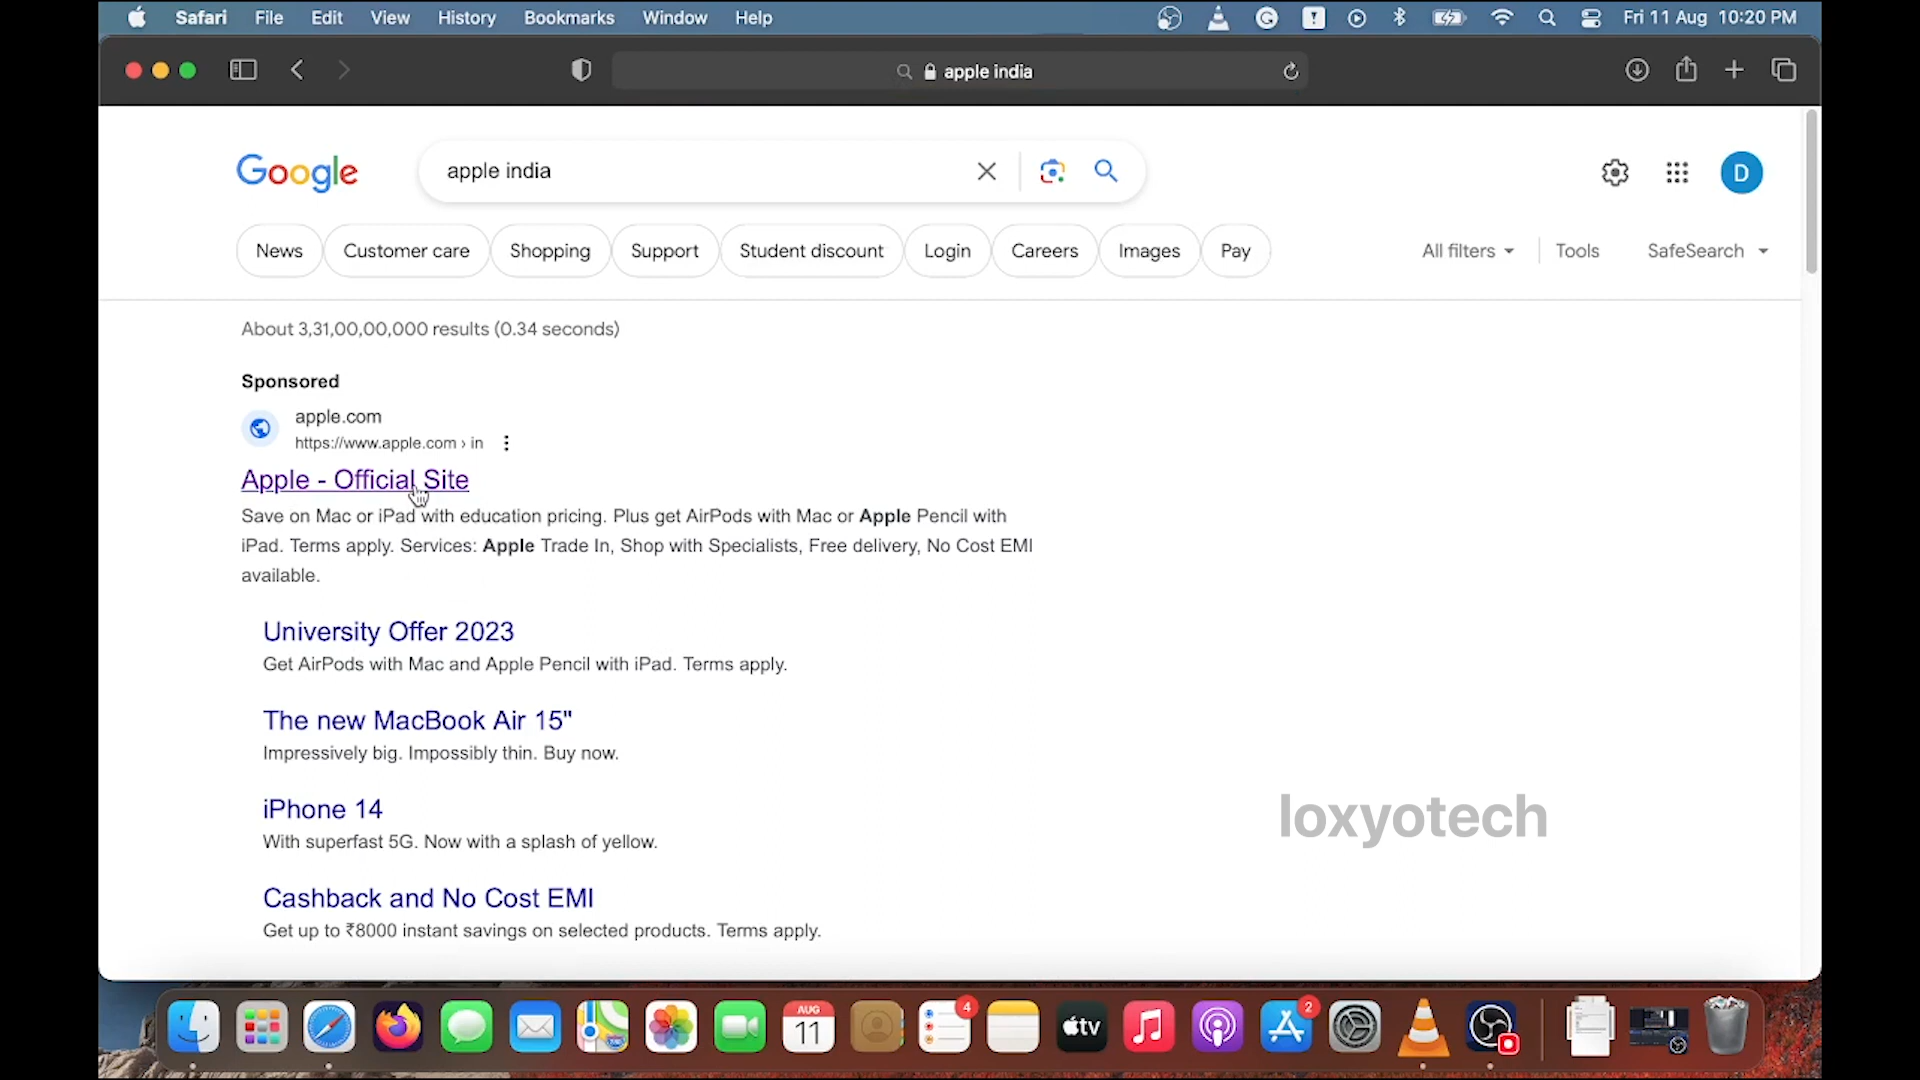 Safari File Edit View History Bookmarks Window Help Fri 11 Aug 10:20 PM
apple india
Google apple india D
News Customer care Shopping Support Student discount Login Careers Images Pay All filters Tools SafeSearch
About 3,31,00,00,000 results (0.34 seconds)
Sponsored
apple.com
https://www.apple.com › in
Apple - Official Site
Save on Mac or iPad with education pricing. Plus get AirPods with Mac or Apple Pencil with
iPad. Terms apply. Services: Apple Trade In, Shop with Specialists, Free delivery, No Cost EMI
available.
University Offer 2023
Get AirPods with Mac and Apple Pencil with iPad. Terms apply.
The new MacBook Air 15"
Impressively big. Impossibly thin. Buy now.
iPhone 14
With superfast 5G. Now with a splash of yellow.
loxyotech
Cashback and No Cost EMI
Get up to ₹8000 instant savings on selected products. Terms apply.
AUG
11
4
tv
2